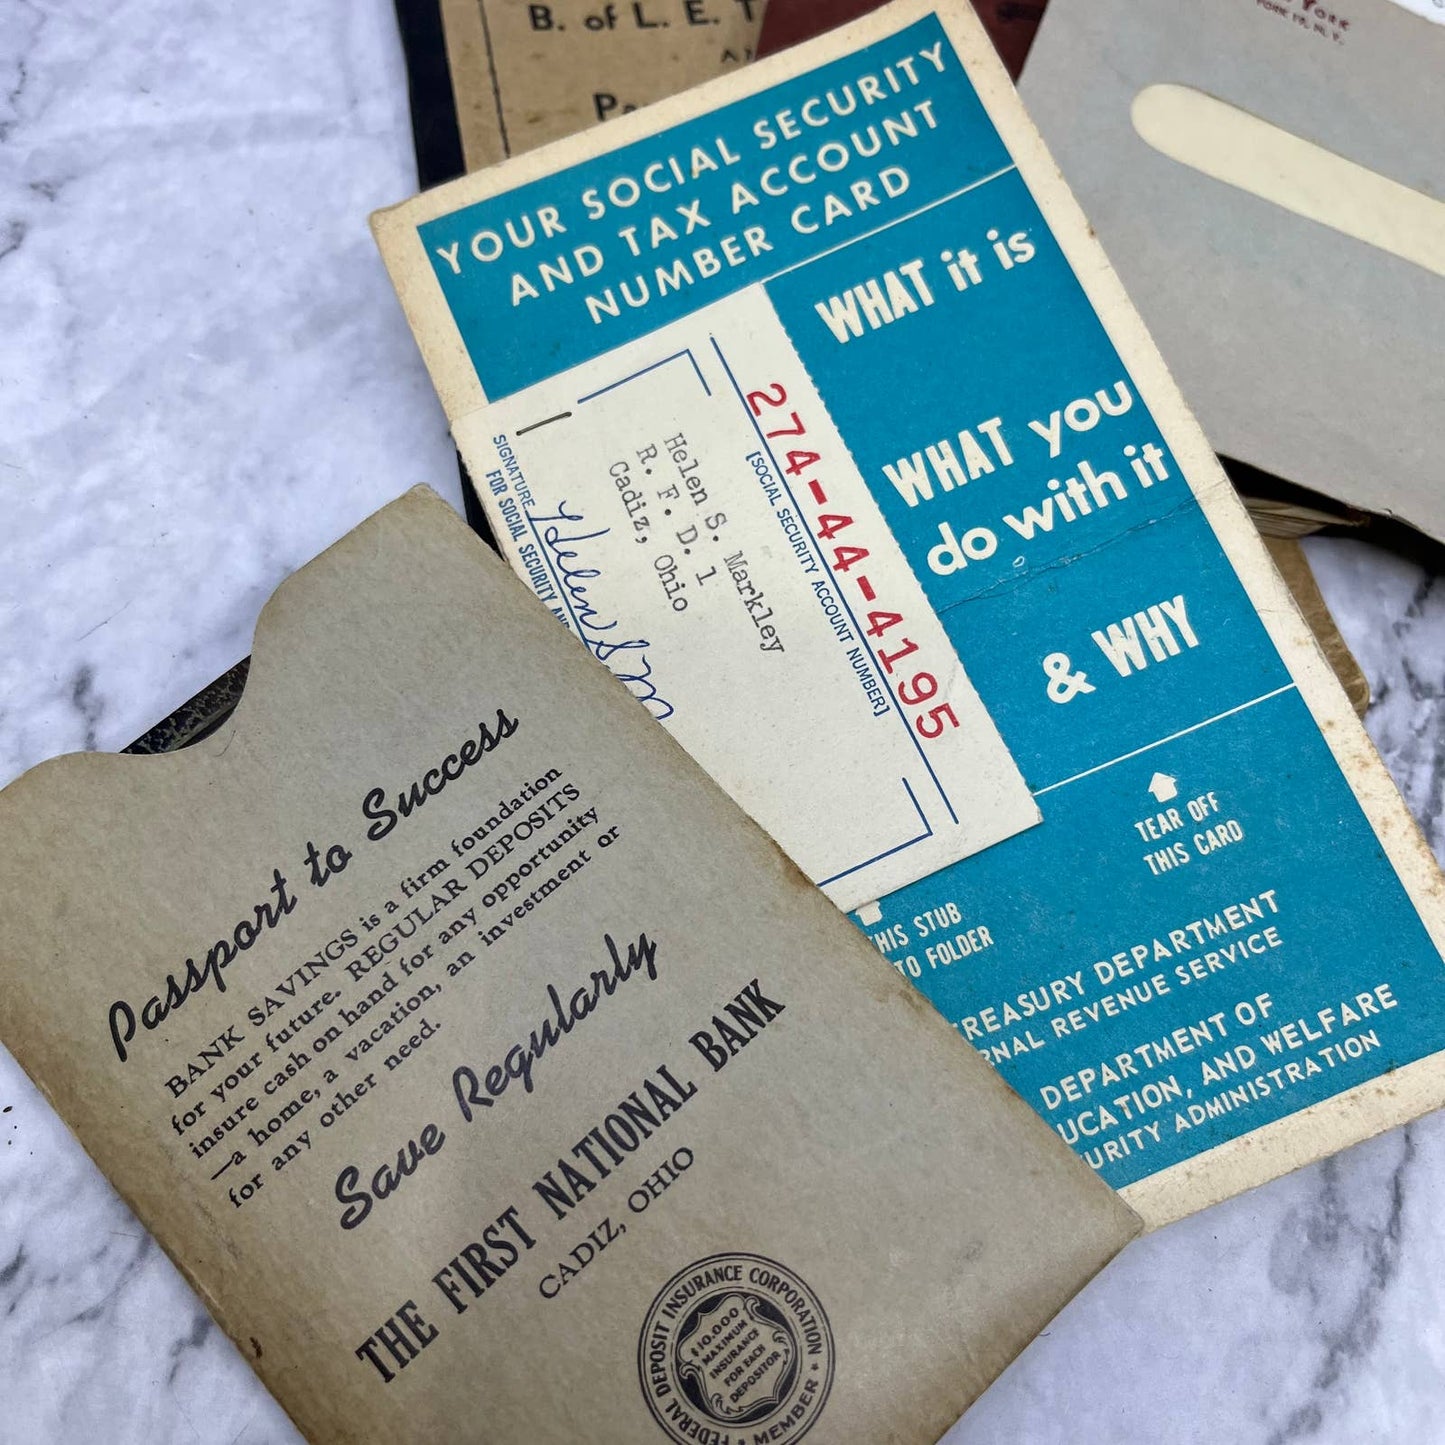 B. of L. E.
YORK
YOUR SOCIAL SECURITY
AND TAX ACCOUNT
NUMBER CARD
WHAT it is
WHAT you
do with it
& WHY
274-44-4195
[SOCIAL SECURITY ACCOUNT NUMBER]
Helen S. Markley
R. F. D. 1
Cadiz, Ohio
SIGNATURE
FOR SOCIAL SECURITY AND
Helen S M
TEAR OFF
THIS CARD
THIS STUB
TO FOLDER
TREASURY DEPARTMENT
RNAL REVENUE SERVICE
DEPARTMENT OF
UCATION, AND WELFARE
CURITY ADMINISTRATION
Passport to Success
BANK SAVINGS is a firm foundation
for your future. REGULAR DEPOSITS
insure cash on hand for any opportunity
—a home, a vacation, an investment or
for any other need.
Save Regularly
THE FIRST NATIONAL BANK
CADIZ, OHIO
FEDERAL DEPOSIT INSURANCE CORPORATION
$10,000
MAXIMUM
INSURANCE
FOR EACH
DEPOSITOR
MEMBER